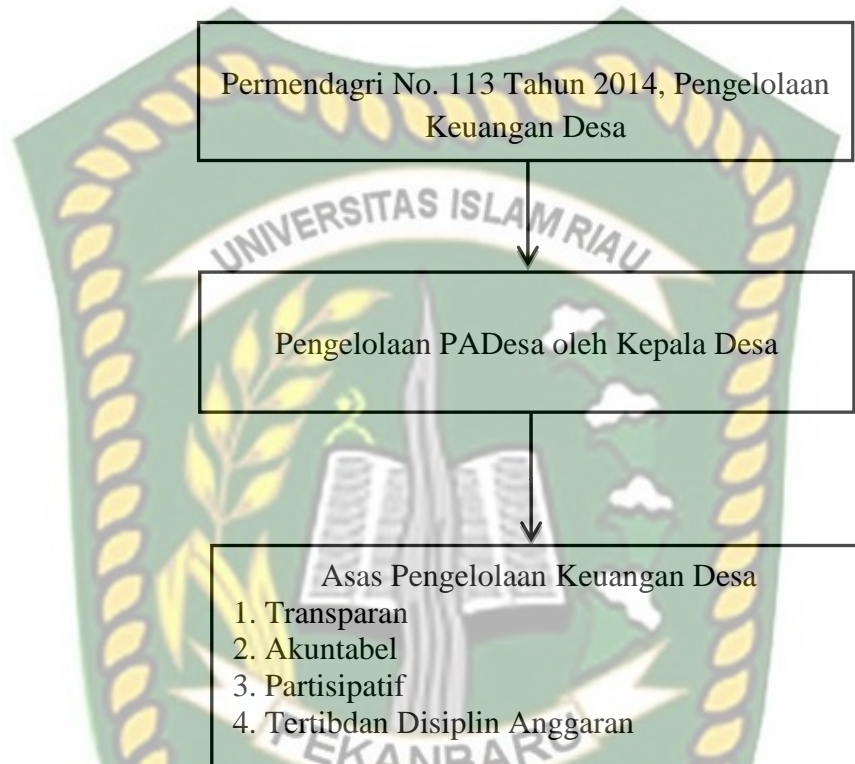 Permendagri No. 113 Tahun 2014, Pengelolaan
Keuangan Desa
UNIVERSITAS ISLAM RIAU
Pengelolaan PADesa oleh Kepala Desa
Asas Pengelolaan Keuangan Desa
1. Transparan
2. Akuntabel
3. Partisipatif
4. Tertibdan Disiplin Anggaran
PEKANBARU